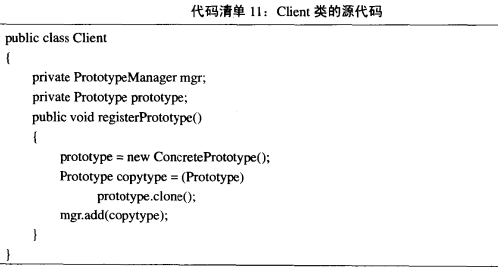 代码清单 11：Client 类的源代码
public class Client
{
private PrototypeManager mgr;
private Prototype prototype;
public void registerPrototype()
{
prototype = new ConcretePrototype();
Prototype copytype = (Prototype)
prototype.clone();
mgr.add(copytype);
}
}